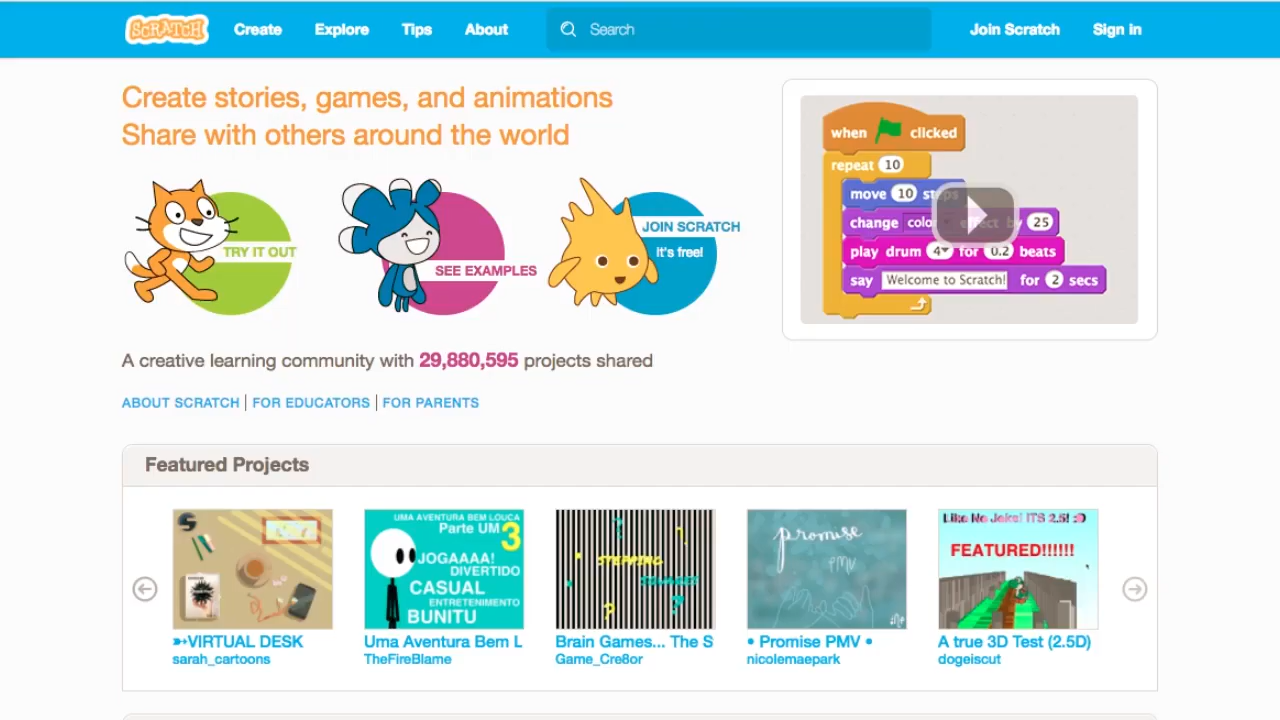 SCRATCH Create Explore Tips About Search Join Scratch Sign in
Create stories, games, and animations
Share with others around the world
TRY IT OUT
SEE EXAMPLES
JOIN SCRATCH
it's free!
when clicked
repeat 10
move 10 steps
change color effect by 25
play drum 4 for 0.2 beats
say Welcome to Scratch! for 2 secs
A creative learning community with 29,880,595 projects shared
ABOUT SCRATCH | FOR EDUCATORS | FOR PARENTS
Featured Projects
UMA AVENTURA BEM LOUCA
Parte UM 3
JOGAAAA!
DIVERTIDO
CASUAL
ENTRETENIMENTO
BUNITU
STEPPING
SQUARES
promise
PMV
Like No Joke! ITS 2.5! :O
FEATURED!!!!!!
➽VIRTUAL DESK
sarah_cartoons
Uma Aventura Bem L
TheFireBlame
Brain Games... The S
Game_Cre8or
• Promise PMV •
nicolemaepark
A true 3D Test (2.5D)
dogeiscut